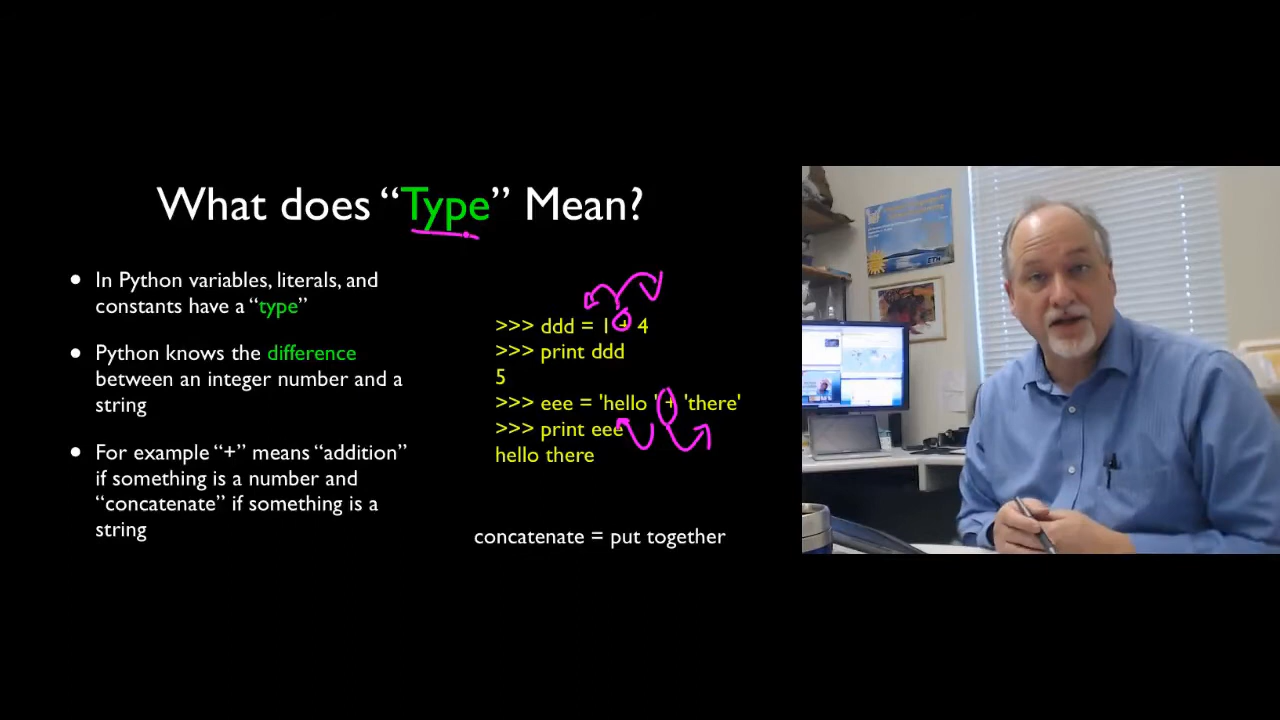 What does “Type” Mean?
• In Python variables, literals, and
constants have a “type”
• Python knows the difference
between an integer number and a
string
• For example “+” means “addition”
if something is a number and
“concatenate” if something is a
string
>>> ddd = 1 + 4
>>> print ddd
5
>>> eee = 'hello ' + 'there'
>>> print eee
hello there
concatenate = put together